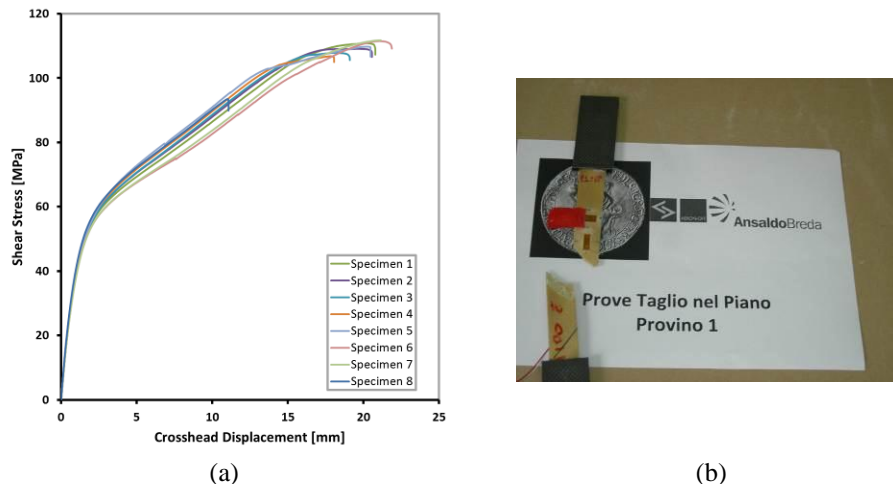 120
100
80
60
40
20
0
0 5 10 15 20 25
Shear Stress [MPa]
Crosshead Displacement [mm]
Specimen 1
Specimen 2
Specimen 3
Specimen 4
Specimen 5
Specimen 6
Specimen 7
Specimen 8
(a)
AnsaldoBreda
Prove Taglio nel Piano
Provino 1
(b)